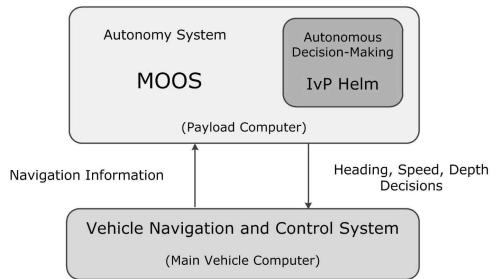 Autonomy System
MOOS
Autonomous
Decision-Making
IvP Helm
(Payload Computer)
Navigation Information
Heading, Speed, Depth
Decisions
Vehicle Navigation and Control System
(Main Vehicle Computer)